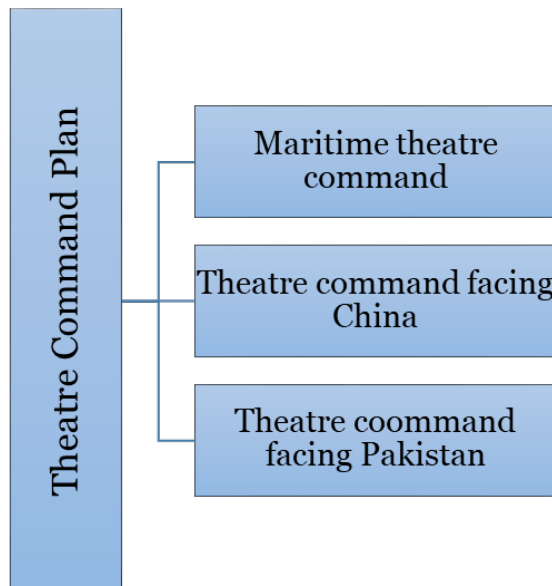 Theatre Command Plan
Maritime theatre
command
Theatre command facing
China
Theatre coommand
facing Pakistan